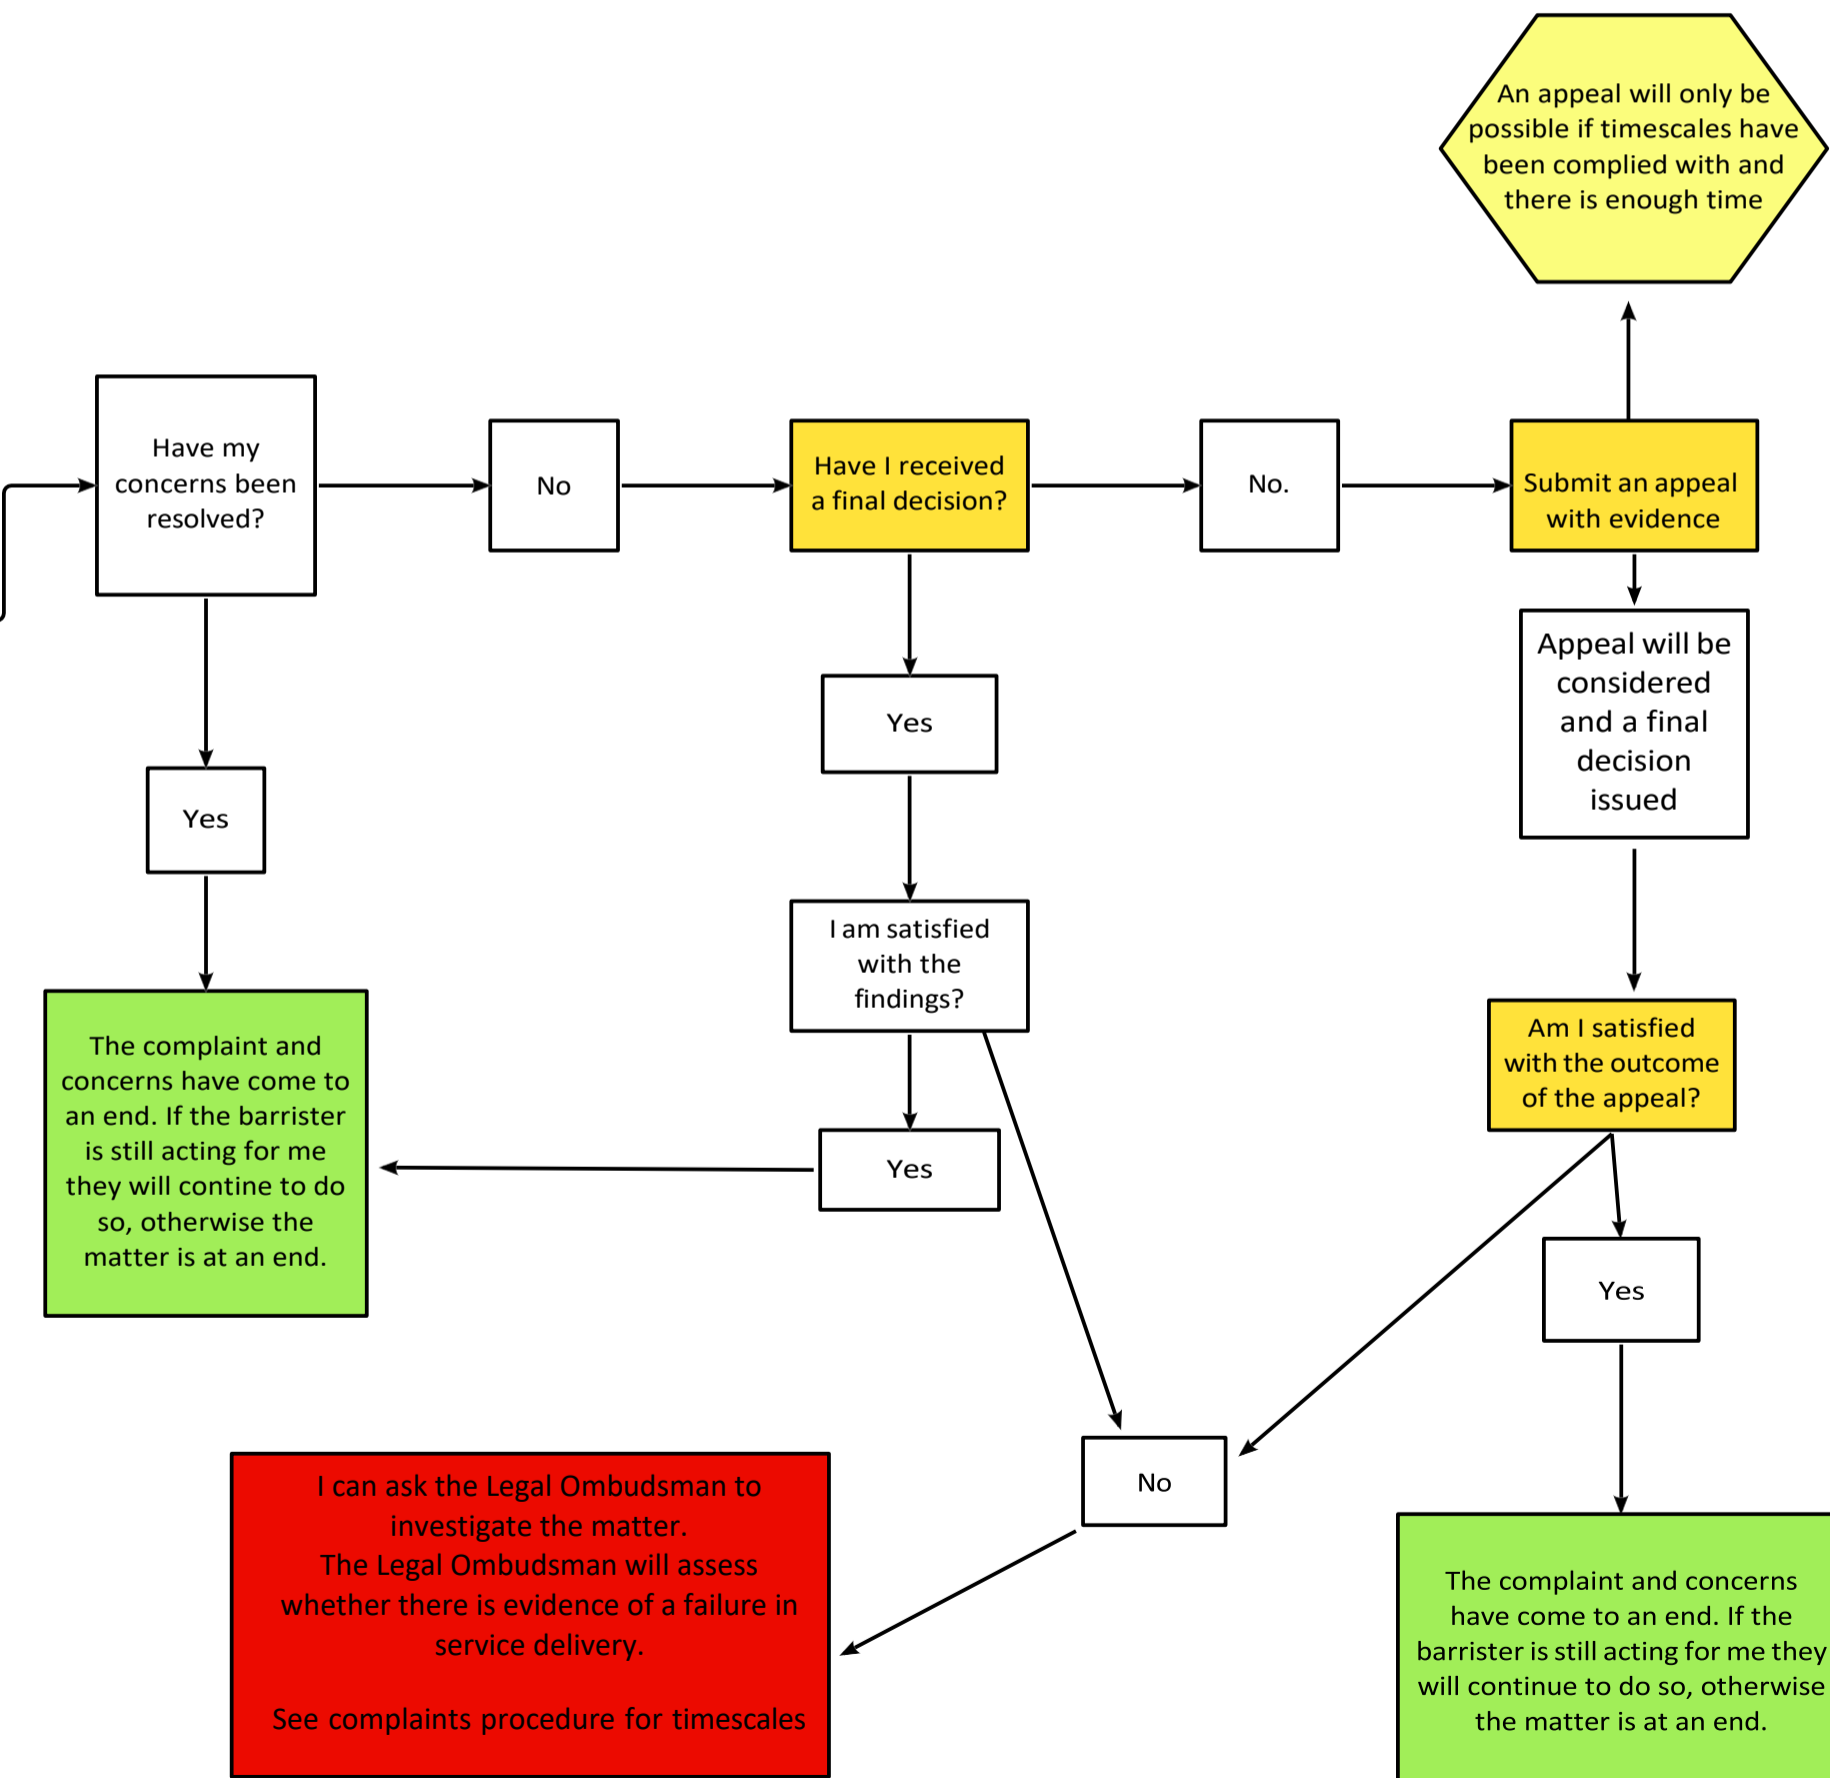 An appeal will only be
possible if timescales have
been complied with and
there is enough time
Have my
concerns been
resolved?
No
Have I received
a final decision?
No.
Submit an appeal
with evidence
Appeal will be
considered
and a final
decision
issued
Yes
Yes
I am satisfied
with the
findings?
The complaint and
concerns have come to
an end. If the barrister
is still acting for me
they will contine to do
so, otherwise the
matter is at an end.
Yes
Am I satisfied
with the outcome
of the appeal?
Yes
No
I can ask the Legal Ombudsman to
investigate the matter.
The Legal Ombudsman will assess
whether there is evidence of a failure in
service delivery.
See complaints procedure for timescales
The complaint and concerns
have come to an end. If the
barrister is still acting for me they
will continue to do so, otherwise
the matter is at an end.